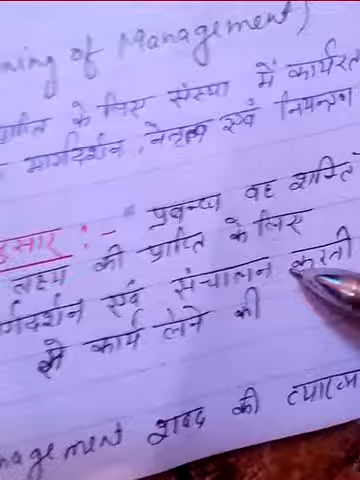 ning of Management)
प्राप्ति के लिए संस्था में कार्यरत
मार्गदर्शन, नेतृत्व एवं नियन्त्रण
नुसार :- " प्रबन्ध वह शक्ति
लक्ष्य की प्राप्ति के लिए
र्गदर्शन एवं संचालन करती
से कार्य लेने की
nagement शब्द की व्याख्या